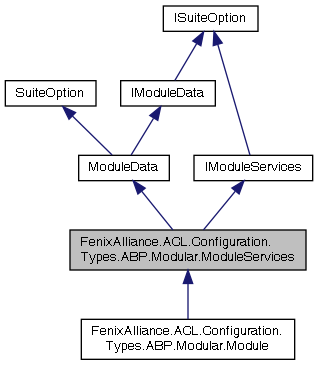 ISuiteOption
SuiteOption
IModuleData
ModuleData
IModuleServices
FenixAlliance.ACL.Configuration.
Types.ABP.Modular.ModuleServices
FenixAlliance.ACL.Configuration.
Types.ABP.Modular.Module